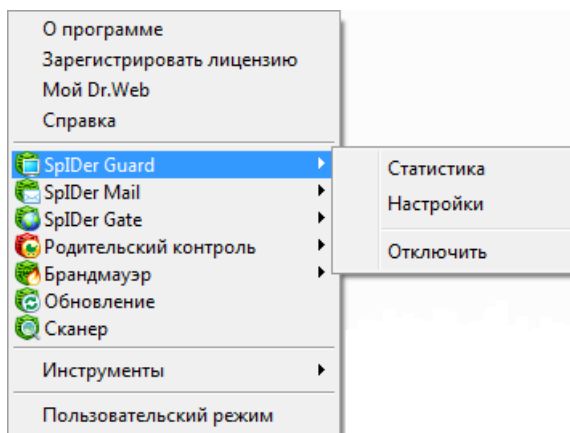 О программе
Зарегистрировать лицензию
Мой Dr.Web
Справка
SpIDer Guard
SpIDer Mail
SpIDer Gate
Родительский контроль
Брандмауэр
Обновление
Сканер
Инструменты
Пользовательский режим
Статистика
Настройки
Отключить